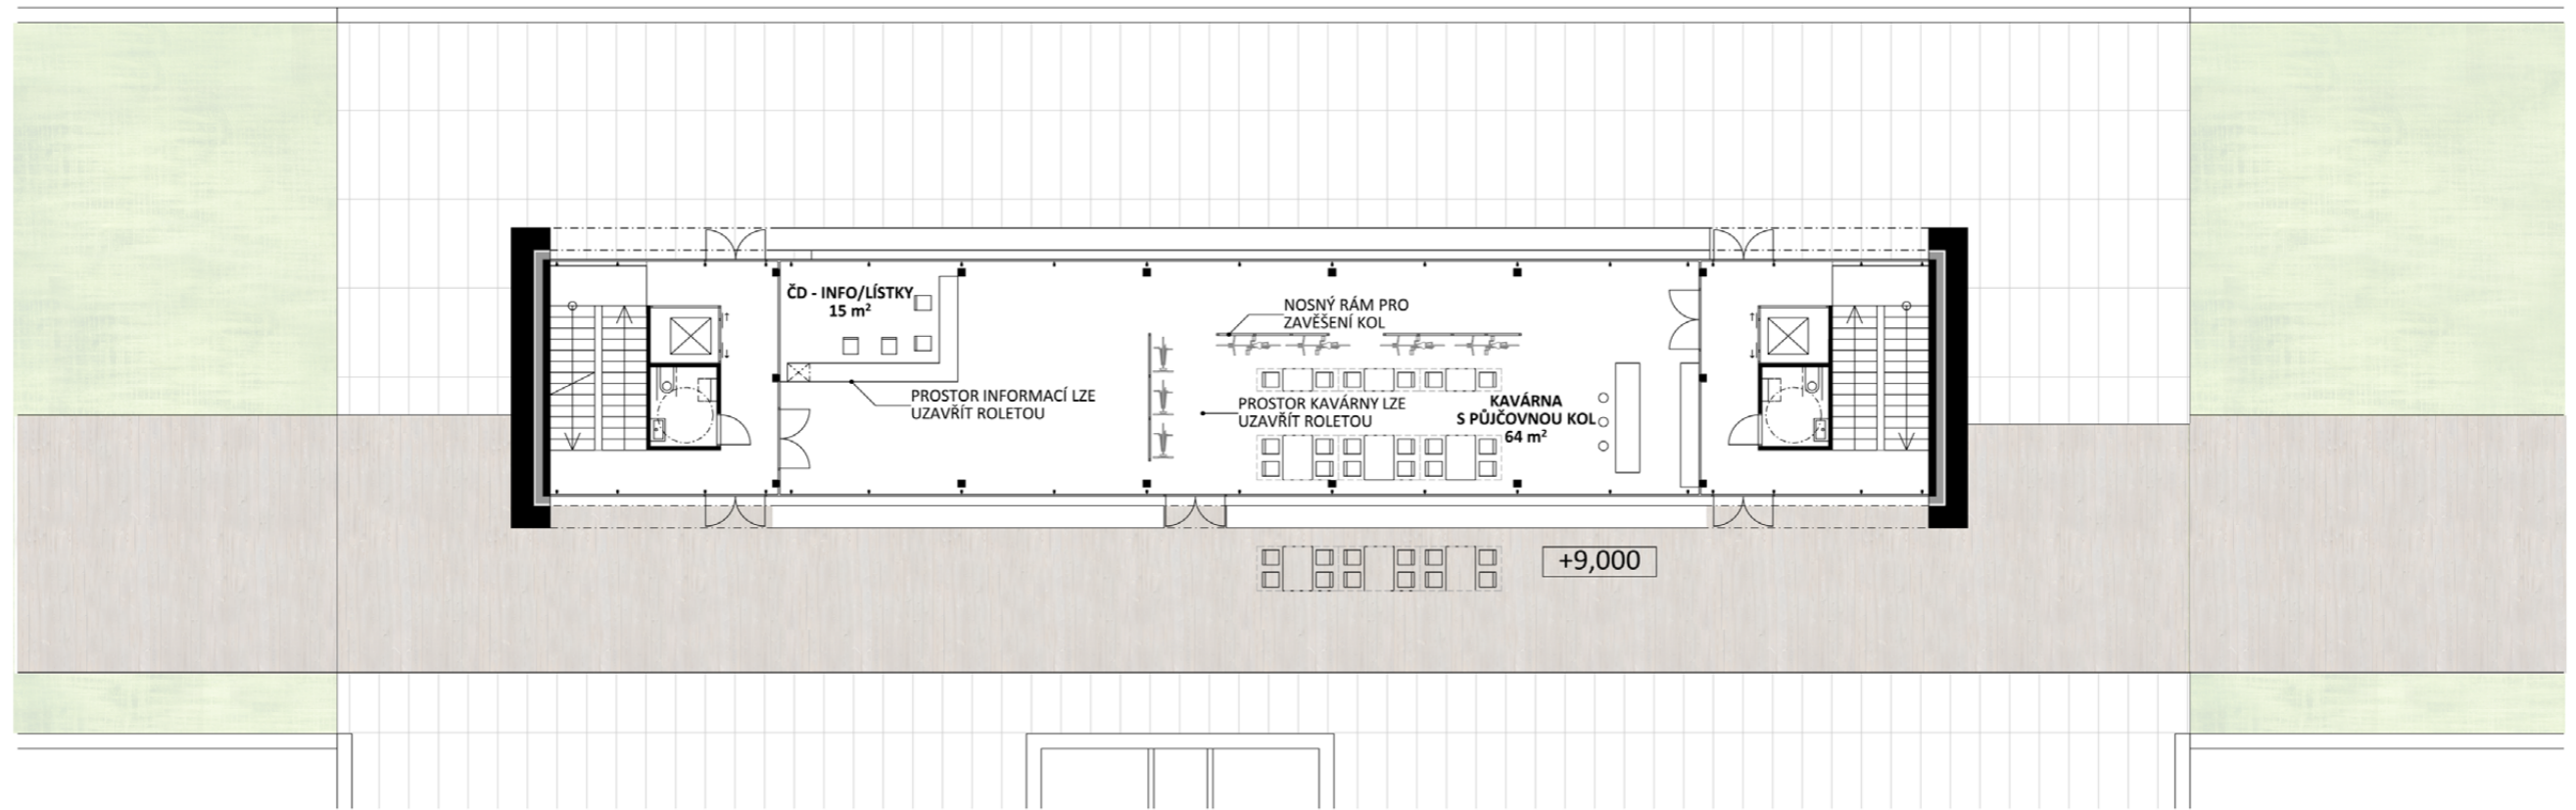 ČD - INFO/LÍSTKY
15 m²
NOSNÝ RÁM PRO
ZAVĚŠENÍ KOL
PROSTOR INFORMACÍ LZE
UZAVŘÍT ROLETOU
PROSTOR KAVÁRNY LZE
UZAVŘÍT ROLETOU
KAVÁRNA
S PŮJČOVNOU KOL
64 m²
+9,000